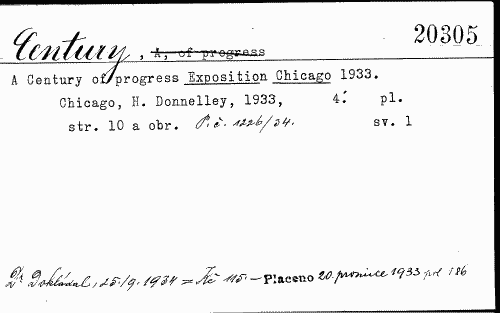 20305
Century, A, of progress
A Century of progress Exposition Chicago 1933.
Chicago, H. Donnelley, 1933, 4°. pl.
str. 10 a obr. P. č. 1226/34. sv. 1
Dr Dokládal, 25./9. 1934 = Kč 115.— Placeno 20. prosince 1933 pol 186